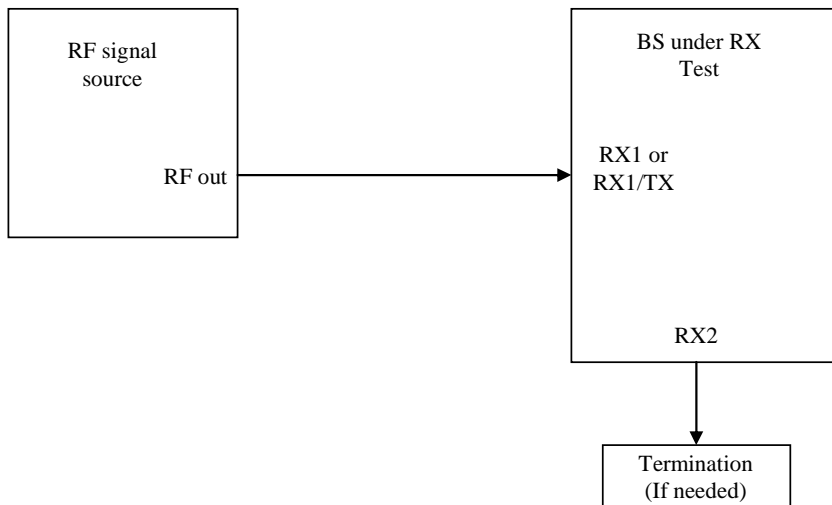 RF signal
source
BS under RX
Test
RF out
RX1 or
RX1/TX
RX2
Termination
(If needed)